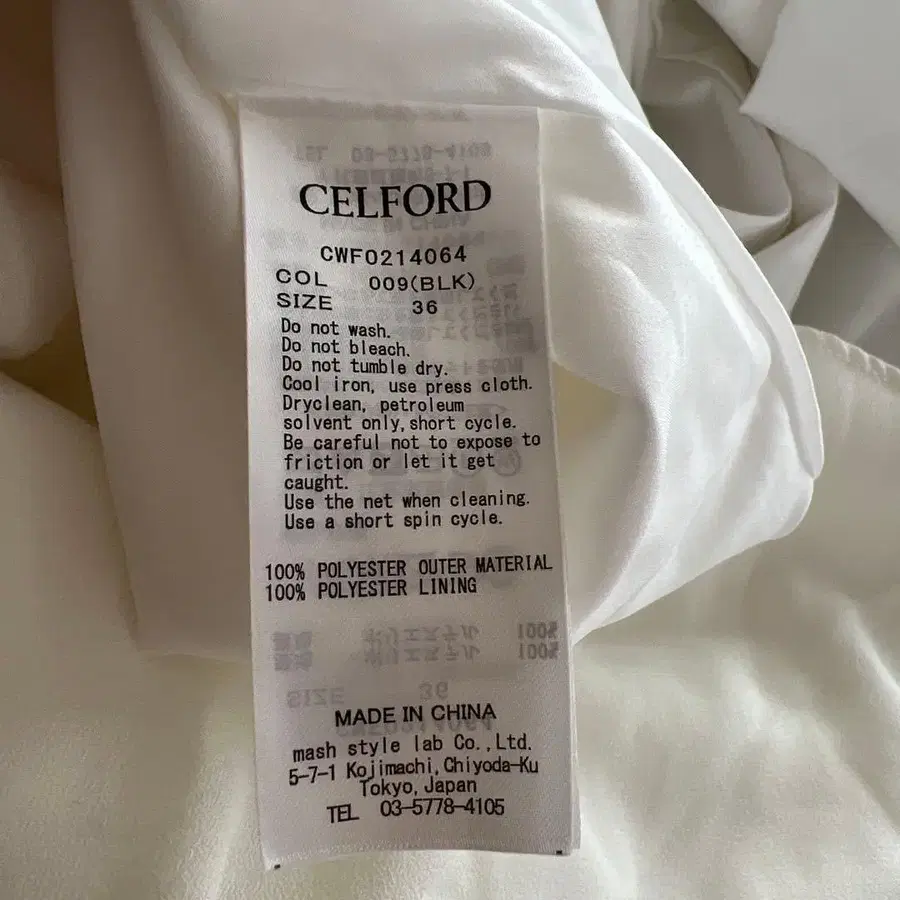 CELFORD
CWF0214064
COL 009(BLK)
SIZE 36
Do not wash.
Do not bleach.
Do not tumble dry.
Cool iron, use press cloth.
Dryclean, petroleum
solvent only,short cycle.
Be careful not to expose to
friction or let it get
caught.
Use the net when cleaning.
Use a short spin cycle.
100% POLYESTER OUTER MATERIAL
100% POLYESTER LINING
MADE IN CHINA
mash style lab Co.,Ltd.
5-7-1 Kojimachi,Chiyoda-Ku
Tokyo,Japan
TEL 03-5778-4105